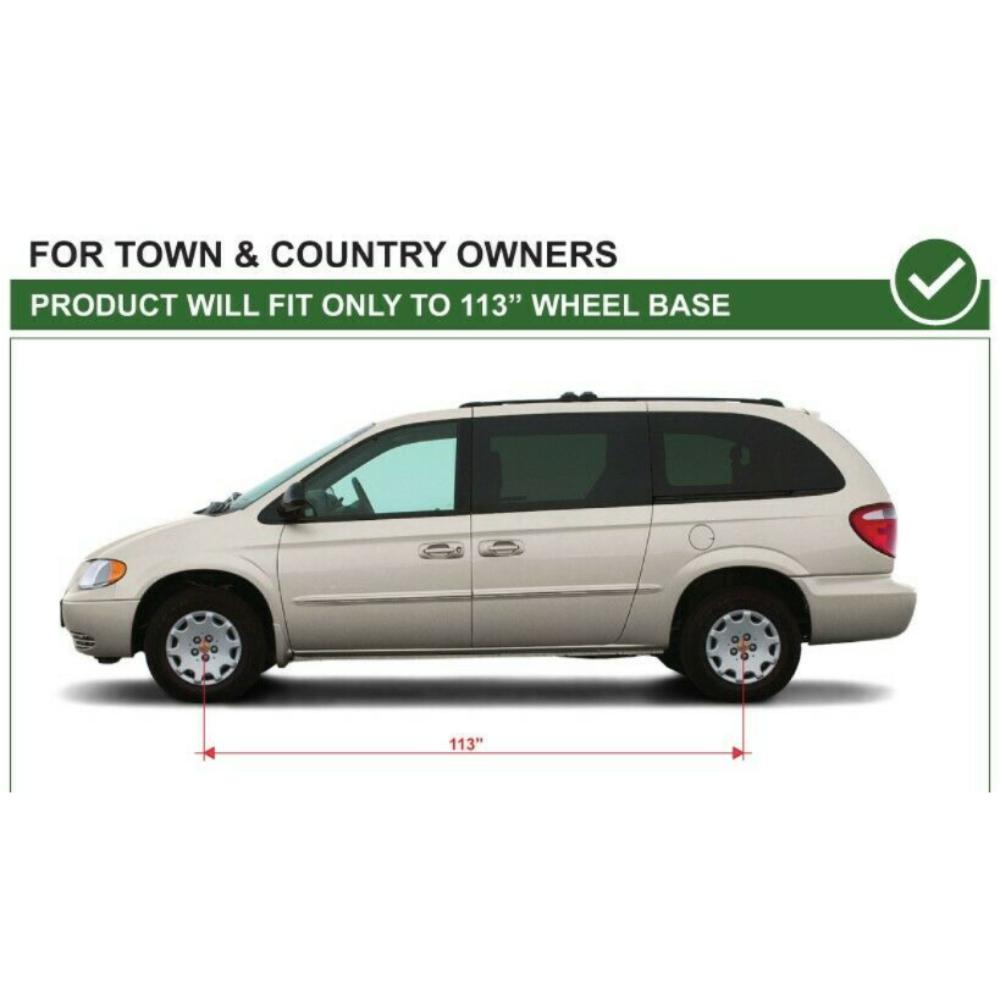 FOR TOWN & COUNTRY OWNERS
PRODUCT WILL FIT ONLY TO 113” WHEEL BASE
113”